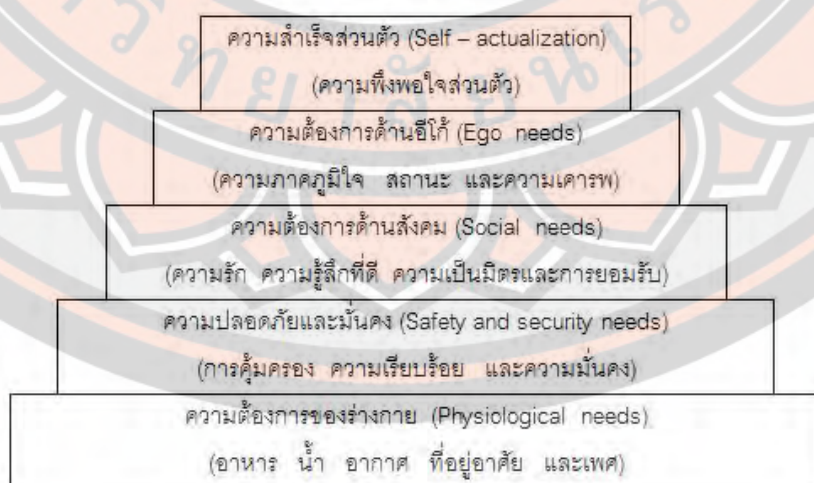 ความสำเร็จส่วนตัว (Self – actualization)
(ความพึงพอใจส่วนตัว)
ความต้องการด้านอีโก้ (Ego needs)
(ความภาคภูมิใจ สถานะ และความเคารพ)
ความต้องการด้านสังคม (Social needs)
(ความรัก ความรู้สึกที่ดี ความเป็นมิตรและการยอมรับ)
ความปลอดภัยและมั่นคง (Safety and security needs)
(การคุ้มครอง ความเรียบร้อย และความมั่นคง)
ความต้องการของร่างกาย (Physiological needs)
(อาหาร น้ำ อากาศ ที่อยู่อาศัย และเพศ)